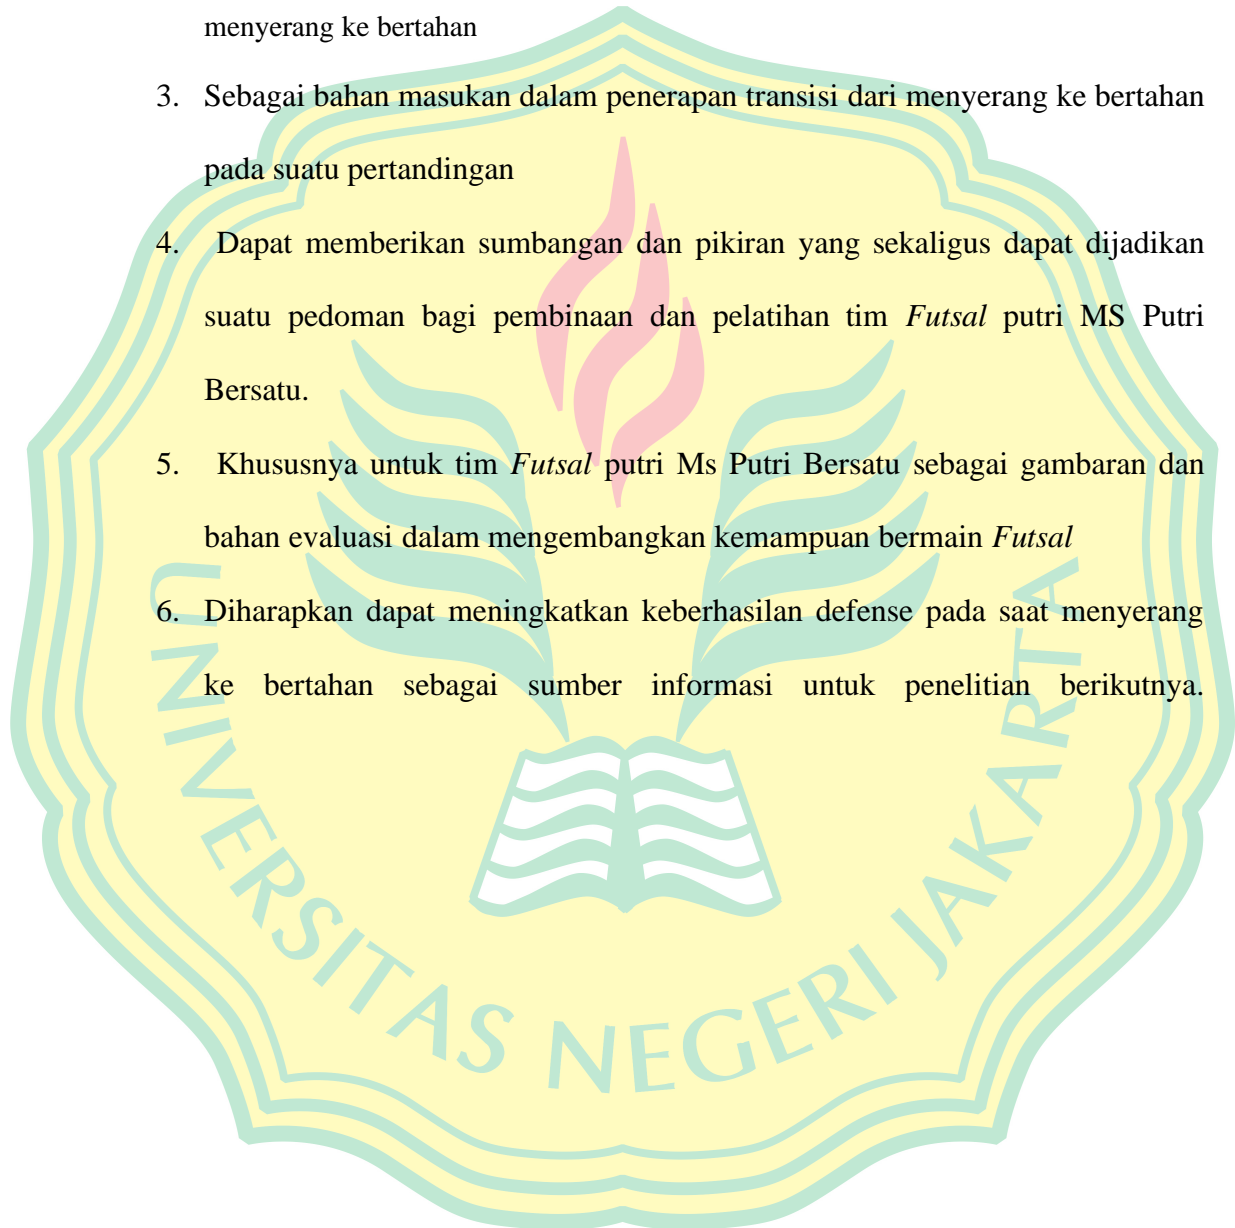 menyerang ke bertahan
3. Sebagai bahan masukan dalam penerapan transisi dari menyerang ke bertahan
pada suatu pertandingan
4. Dapat memberikan sumbangan dan pikiran yang sekaligus dapat dijadikan
suatu pedoman bagi pembinaan dan pelatihan tim Futsal putri MS Putri
Bersatu.
5. Khususnya untuk tim Futsal putri Ms Putri Bersatu sebagai gambaran dan
bahan evaluasi dalam mengembangkan kemampuan bermain Futsal
6. Diharapkan dapat meningkatkan keberhasilan defense pada saat menyerang
ke bertahan sebagai sumber informasi untuk penelitian berikutnya.
UNIVERSITAS NEGERI JAKARTA